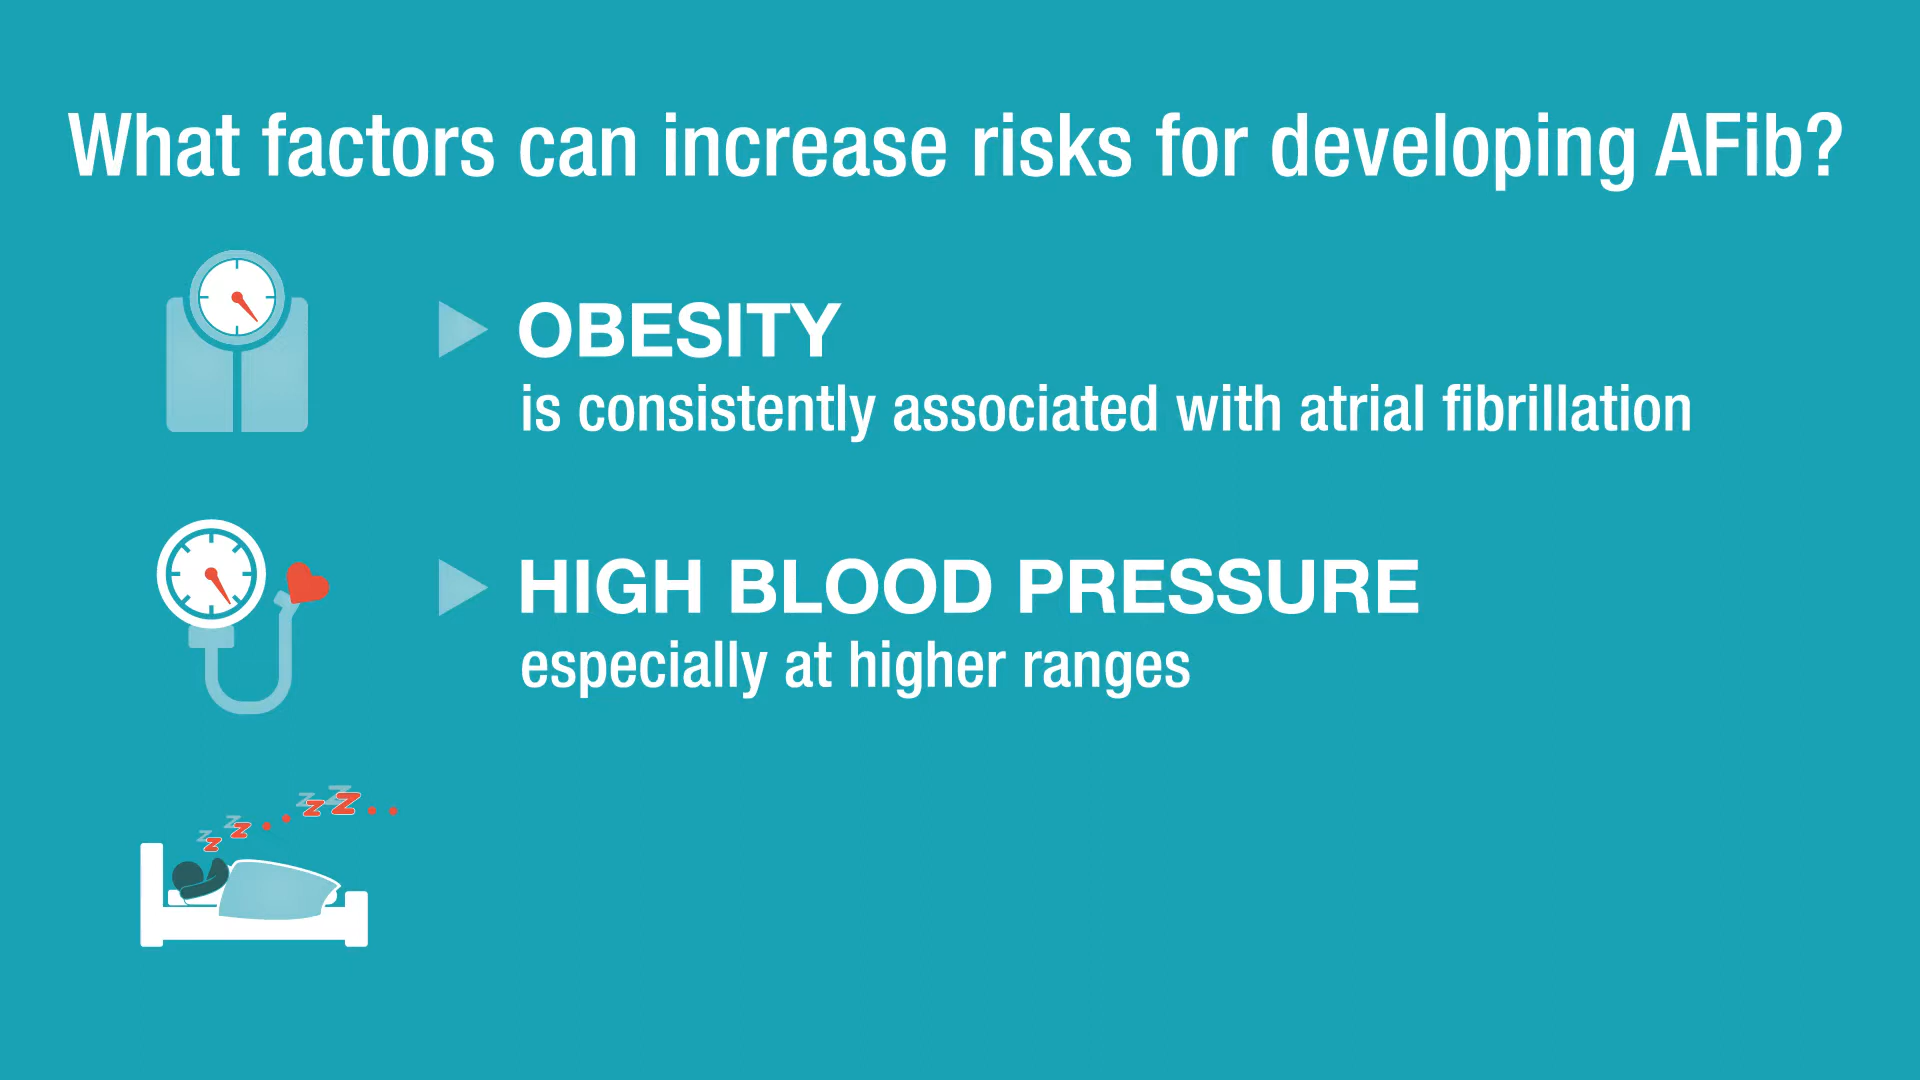 What factors can increase risks for developing AFib?
OBESITY
is consistently associated with atrial fibrillation
HIGH BLOOD PRESSURE
especially at higher ranges
z z z z z z z z